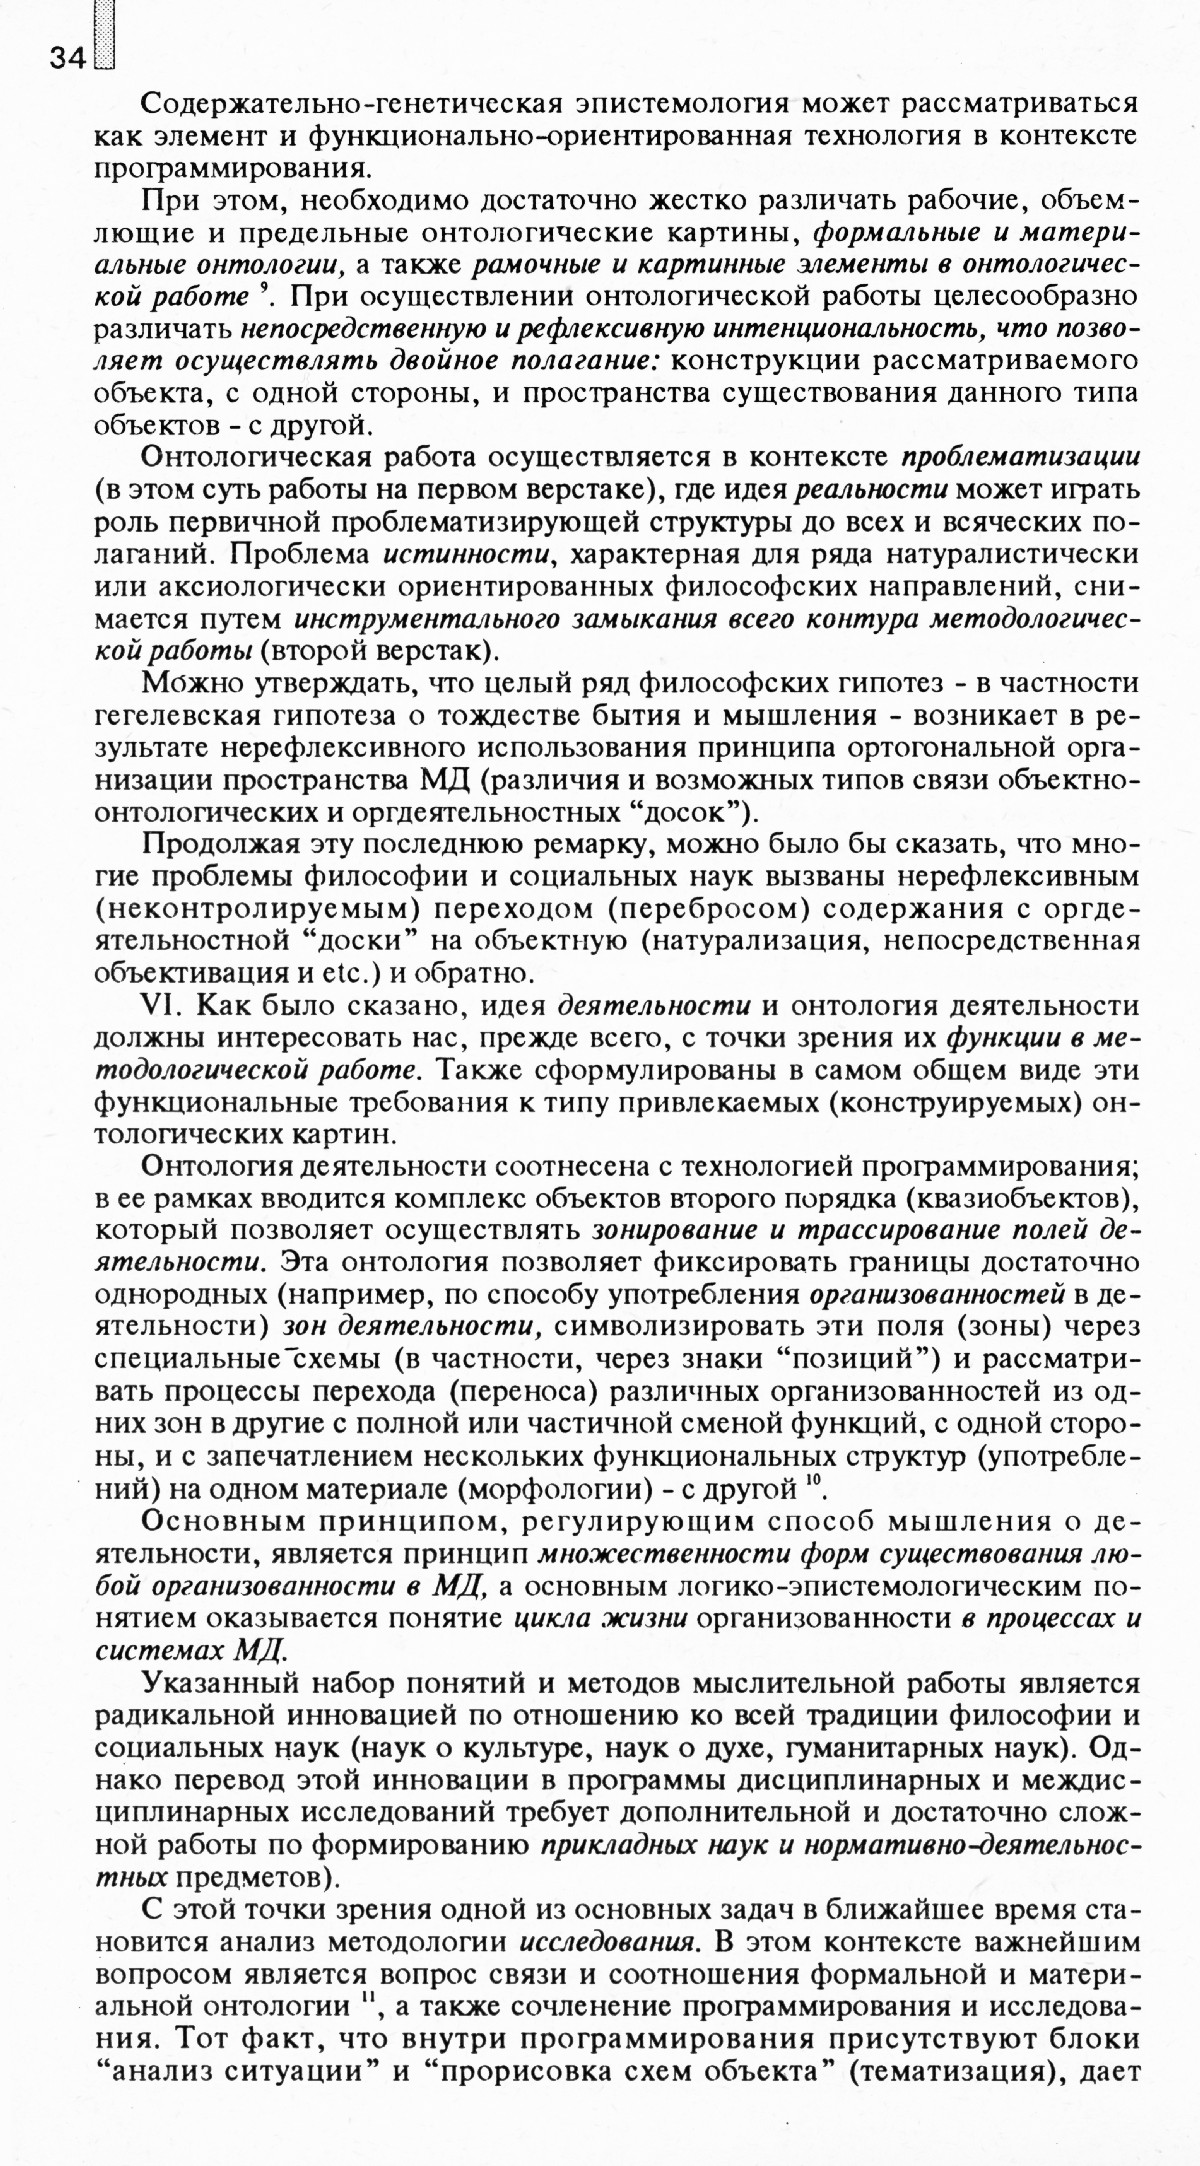 34
Содержательно-генетическая эпистемология может рассматриваться
как элемент и функционально-ориентированная технология в контексте
программирования.
При этом, необходимо достаточно жестко различать рабочие, объем-
лющие и предельные онтологические картины, формальные и матери-
альные онтологии, а также рамочные и картинные элементы в онтологичес-
кой работе ⁹. При осуществлении онтологической работы целесообразно
различать непосредственную и рефлексивную интенциональность, что позво-
ляет осуществлять двойное полагание: конструкции рассматриваемого
объекта, с одной стороны, и пространства существования данного типа
объектов - с другой.
Онтологическая работа осуществляется в контексте проблематизации
(в этом суть работы на первом верстаке), где идея реальности может играть
роль первичной проблематизирующей структуры до всех и всяческих по-
лаганий. Проблема истинности, характерная для ряда натуралистически
или аксиологически ориентированных философских направлений, сни-
мается путем инструментального замыкания всего контура методологичес-
кой работы (второй верстак).
Можно утверждать, что целый ряд философских гипотез - в частности
гегелевская гипотеза о тождестве бытия и мышления - возникает в ре-
зультате нерефлексивного использования принципа ортогональной орга-
низации пространства МД (различия и возможных типов связи объектно-
онтологических и оргдеятельностных “досок”).
Продолжая эту последнюю ремарку, можно было бы сказать, что мно-
гие проблемы философии и социальных наук вызваны нерефлексивным
(неконтролируемым) переходом (перебросом) содержания с оргде-
ятельностной “доски” на объектную (натурализация, непосредственная
объективация и etc.) и обратно.
VI. Как было сказано, идея деятельности и онтология деятельности
должны интересовать нас, прежде всего, с точки зрения их функции в ме-
тодологической работе. Также сформулированы в самом общем виде эти
функциональные требования к типу привлекаемых (конструируемых) он-
тологических картин.
Онтология деятельности соотнесена с технологией программирования;
в ее рамках вводится комплекс объектов второго порядка (квазиобъектов),
который позволяет осуществлять зонирование и трассирование полей де-
ятельности. Эта онтология позволяет фиксировать границы достаточно
однородных (например, по способу употребления организованностей в де-
ятельности) зон деятельности, символизировать эти поля (зоны) через
специальные схемы (в частности, через знаки “позиций”) и рассматри-
вать процессы перехода (переноса) различных организованностей из од-
них зон в другие с полной или частичной сменой функций, с одной сторо-
ны, и с запечатлением нескольких функциональных структур (употребле-
ний) на одном материале (морфологии) - с другой ¹⁰.
Основным принципом, регулирующим способ мышления о де-
ятельности, является принцип множественности форм существования лю-
бой организованности в МД, а основным логико-эпистемологическим по-
нятием оказывается понятие цикла жизни организованности в процессах и
системах МД.
Указанный набор понятий и методов мыслительной работы является
радикальной инновацией по отношению ко всей традиции философии и
социальных наук (наук о культуре, наук о духе, гуманитарных наук). Од-
нако перевод этой инновации в программы дисциплинарных и междис-
циплинарных исследований требует дополнительной и достаточно слож-
ной работы по формированию прикладных наук и нормативно-деятельнос-
тных предметов).
С этой точки зрения одной из основных задач в ближайшее время ста-
новится анализ методологии исследования. В этом контексте важнейшим
вопросом является вопрос связи и соотношения формальной и матери-
альной онтологии ¹¹, а также сочленение программирования и исследова-
ния. Тот факт, что внутри программирования присутствуют блоки
“анализ ситуации” и “прорисовка схем объекта” (тематизация), дает